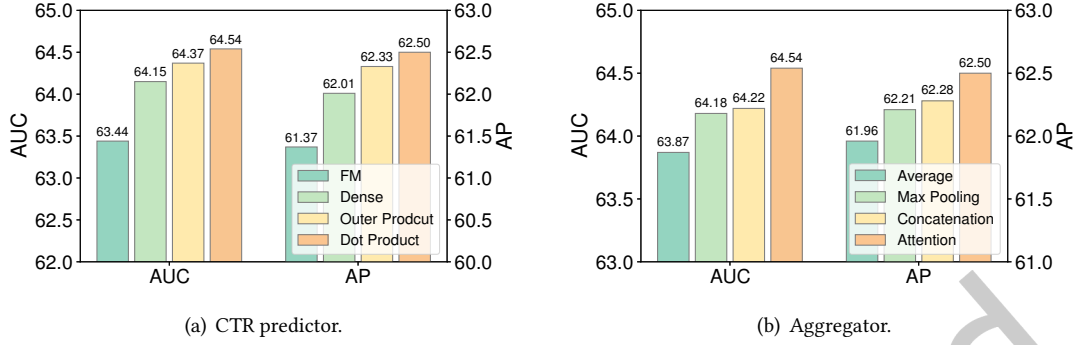 65.0
64.5
64.0
63.5
63.0
62.5
62.0
AUC
63.44
64.15
64.37
64.54
61.37
62.01
62.33
62.50
63.0
62.5
62.0
61.5
61.0
60.5
60.0
AP
FM
Dense
Outer Prodcut
Dot Product
AUC
AP
(a) CTR predictor.
65.0
64.5
64.0
63.5
63.0
AUC
63.87
64.18
64.22
64.54
61.96
62.21
62.28
62.50
63.0
62.5
62.0
61.5
61.0
AP
Average
Max Pooling
Concatenation
Attention
AUC
AP
(b) Aggregator.